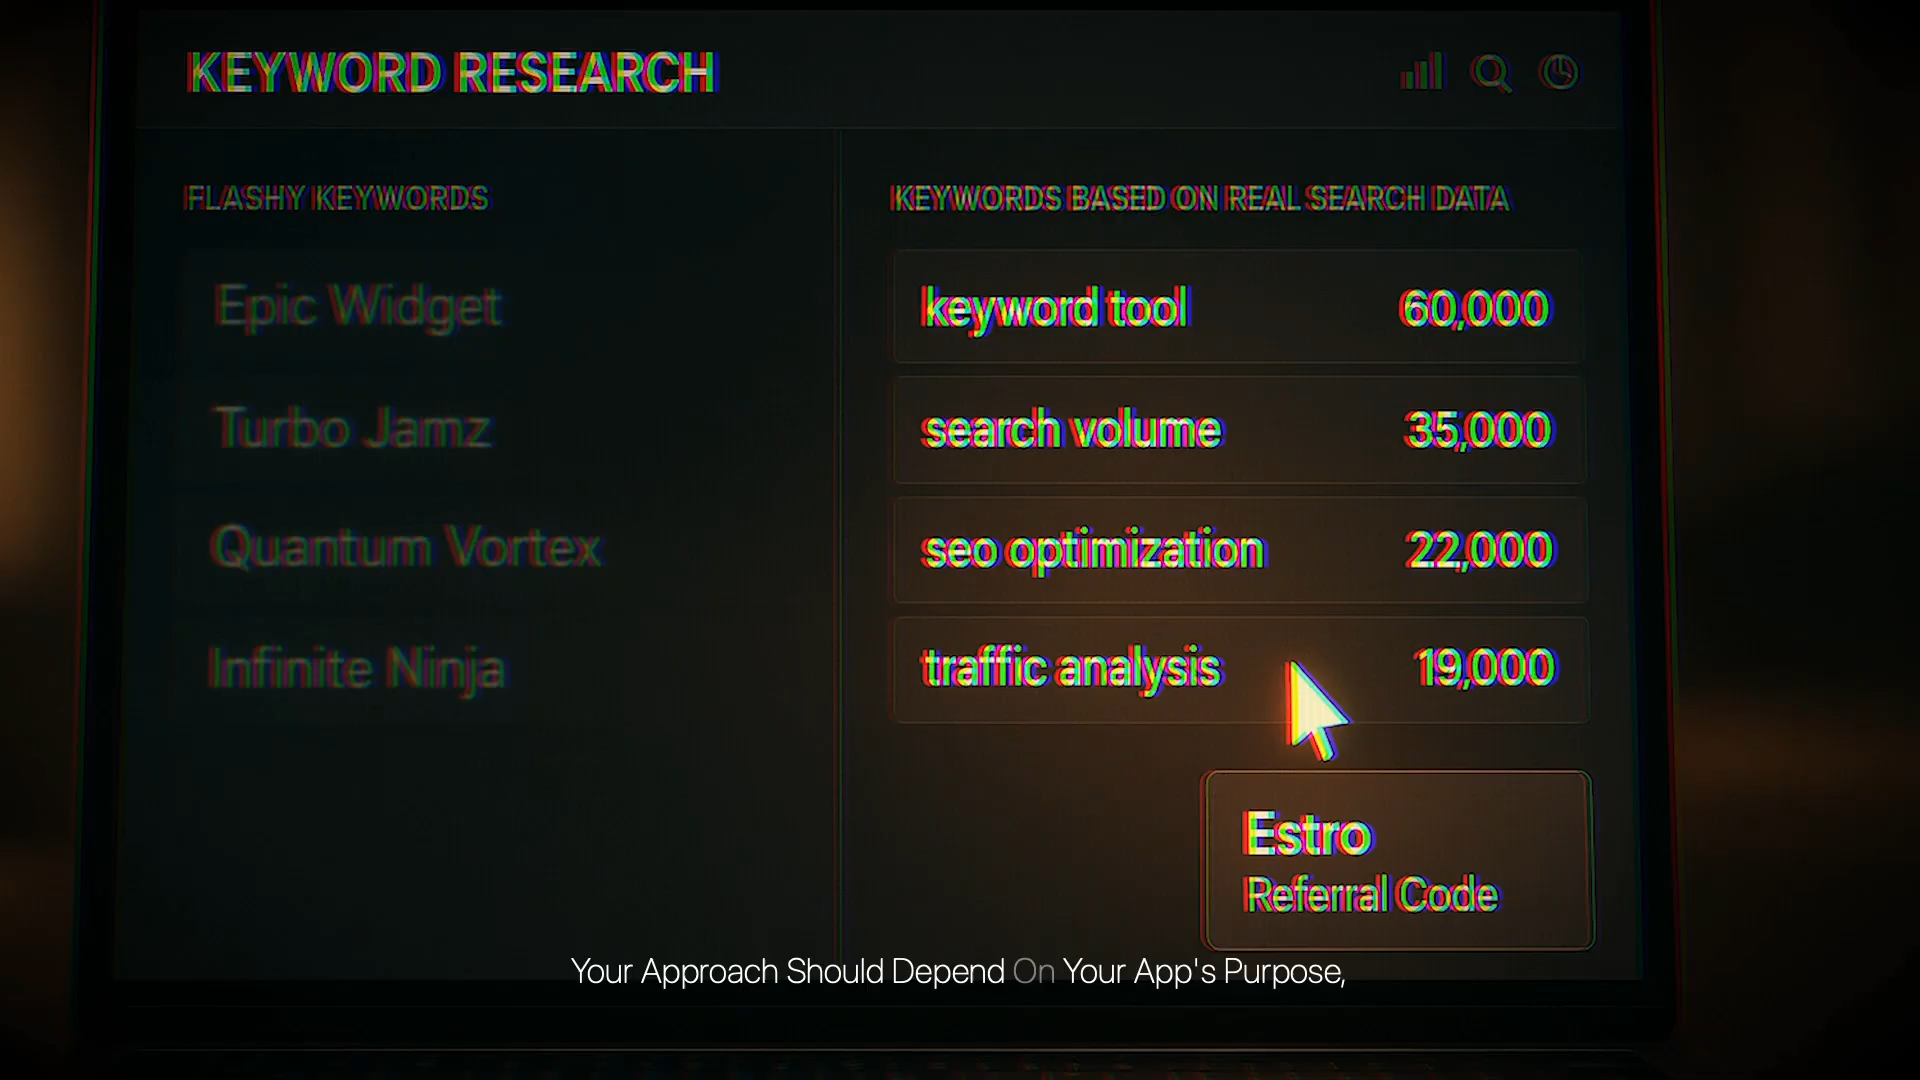 KEYWORD RESEARCH
FLASHY KEYWORDS
Epic Widget
Turbo Jamz
Quantum Vortex
Infinite Ninja
KEYWORDS BASED ON REAL SEARCH DATA
keyword tool 60,000
search volume 35,000
seo optimization 22,000
traffic analysis 19,000
Estro
Referral Code
Your Approach Should Depend On Your App's Purpose,